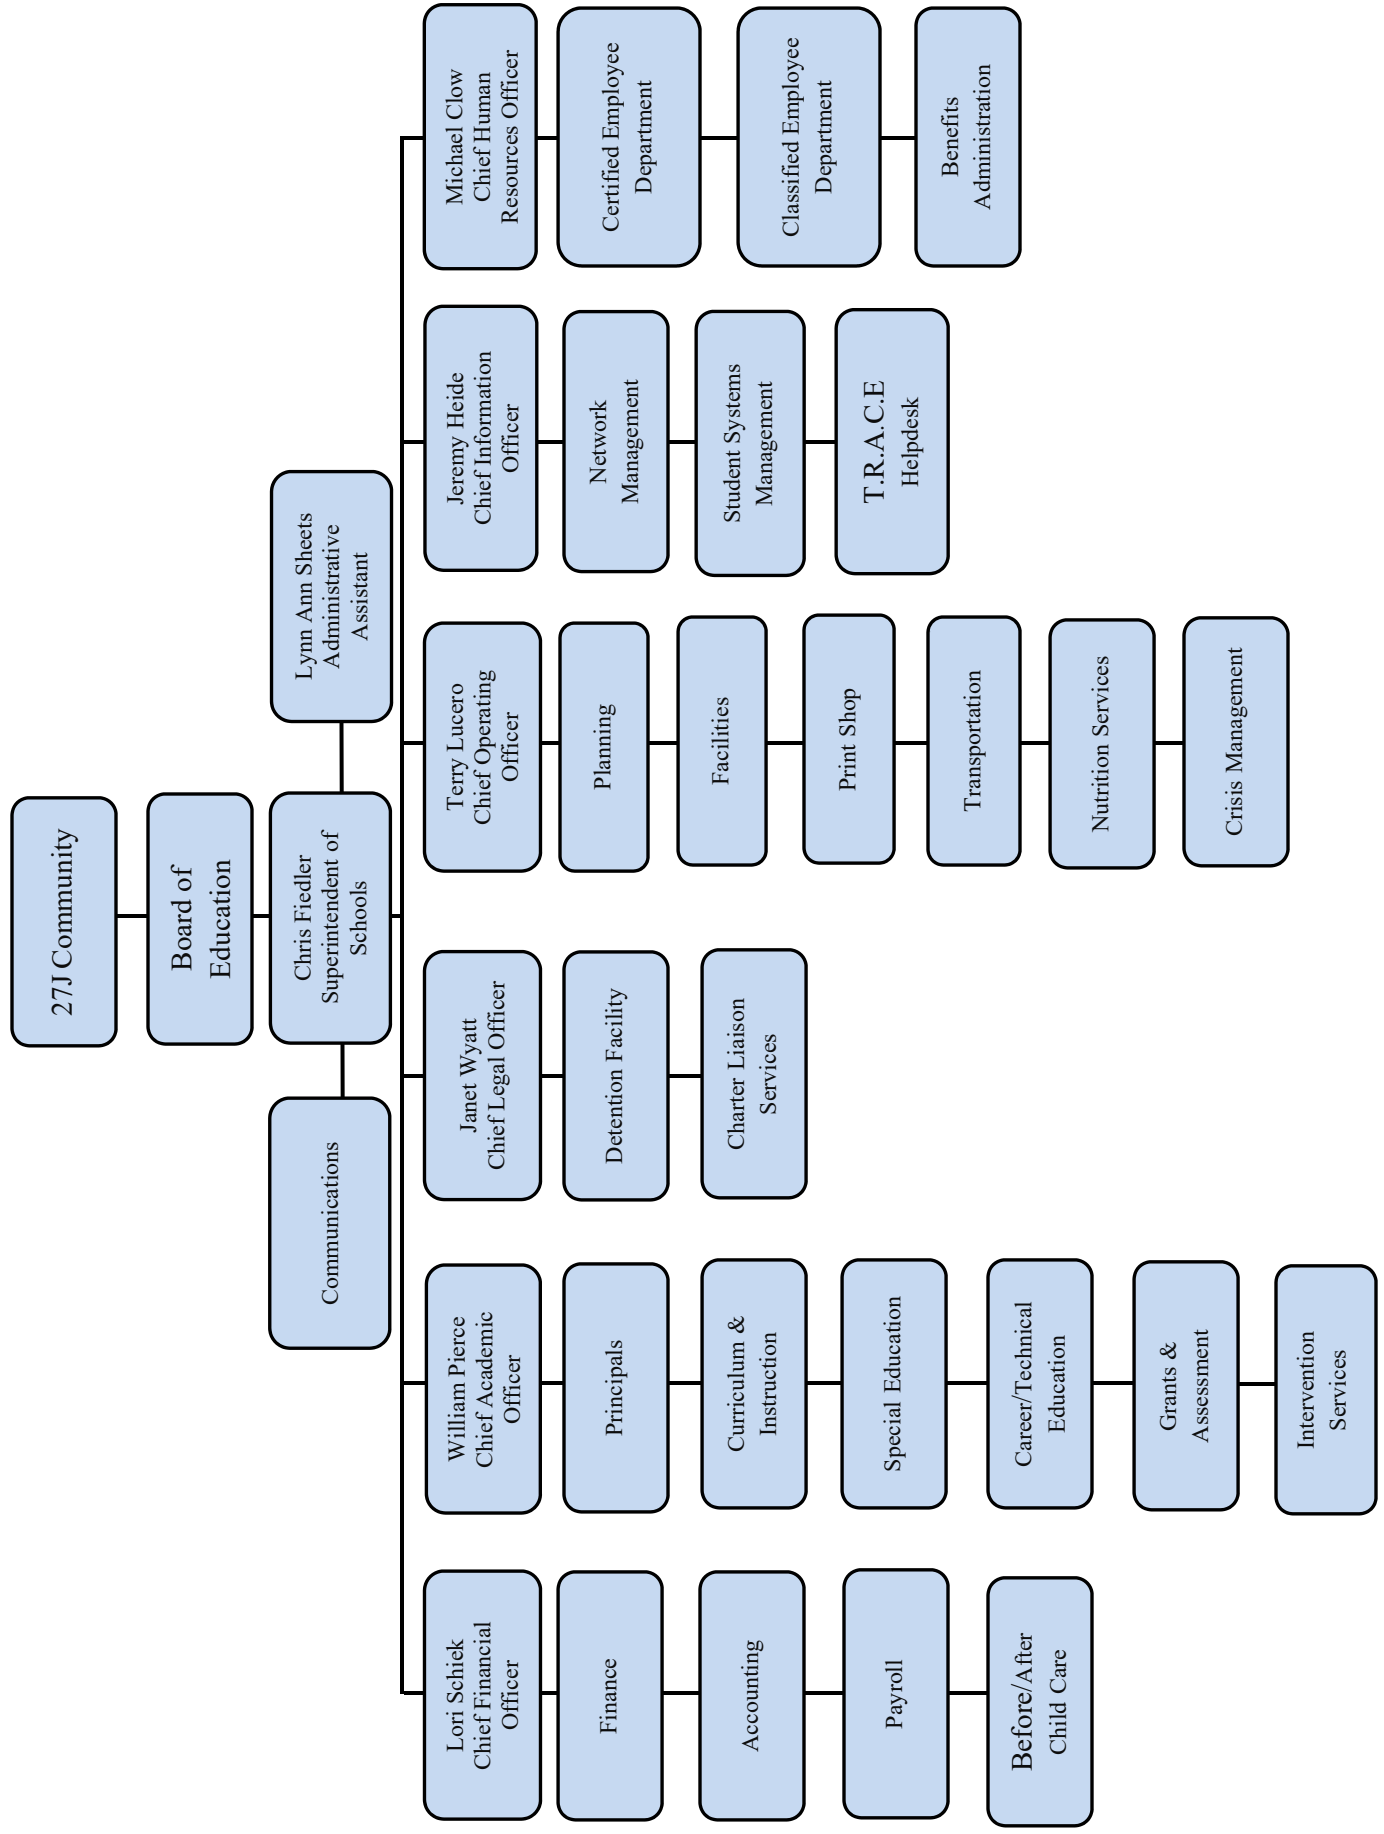 27J Community
Board of
Education
Communications
Chris Fiedler
Superintendent of
Schools
Lynn Ann Sheets
Administrative
Assistant
Lori Schiek
Chief Financial
Officer
Finance
Accounting
Payroll
Before/After
Child Care
William Pierce
Chief Academic
Officer
Principals
Curriculum &
Instruction
Special Education
Career/Technical
Education
Grants &
Assessment
Intervention
Services
Janet Wyatt
Chief Legal Officer
Detention Facility
Charter Liaison
Services
Terry Lucero
Chief Operating
Officer
Planning
Facilities
Print Shop
Transportation
Nutrition Services
Crisis Management
Jeremy Heide
Chief Information
Officer
Network
Management
Student Systems
Management
T.R.A.C.E
Helpdesk
Michael Clow
Chief Human
Resources Officer
Certified Employee
Department
Classified Employee
Department
Benefits
Administration